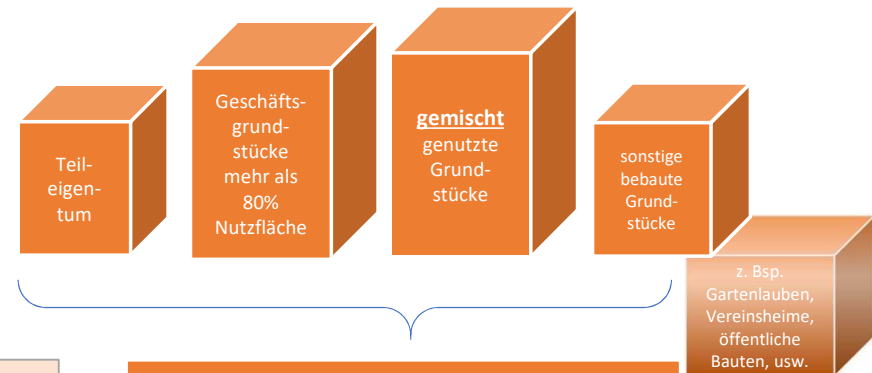 Teil-
eigen-
tum
Geschäfts-
grund-
stücke
mehr als
80%
Nutzfläche
gemischt
genutzte
Grund-
stücke
sonstige
bebaute
Grund-
stücke
z. Bsp.
Gartenlauben,
Vereinsheime,
öffentliche
Bauten, usw.